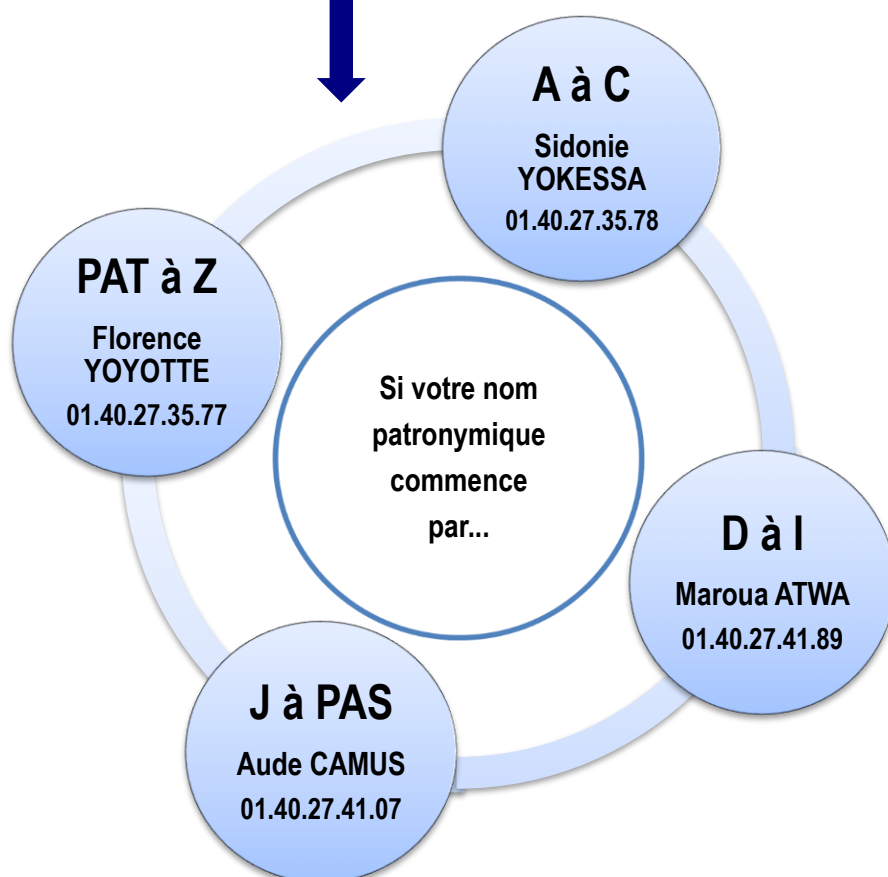 Si votre nom
patronymique
commence
par...
A à C
Sidonie
YOKESSA
01.40.27.35.78
D à I
Maroua ATWA
01.40.27.41.89
J à PAS
Aude CAMUS
01.40.27.41.07
PAT à Z
Florence
YOYOTTE
01.40.27.35.77